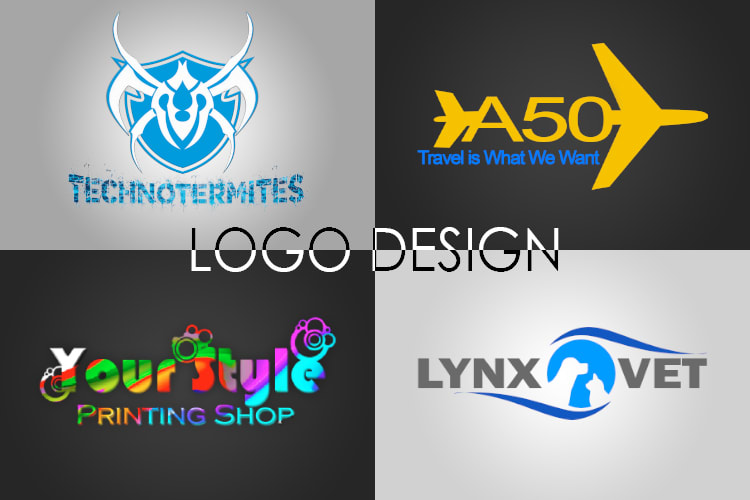 TECHNOTERMITES
A50
Travel is What We Want
LOGO DESIGN
Your Style
PRINTING SHOP
LYNX VET